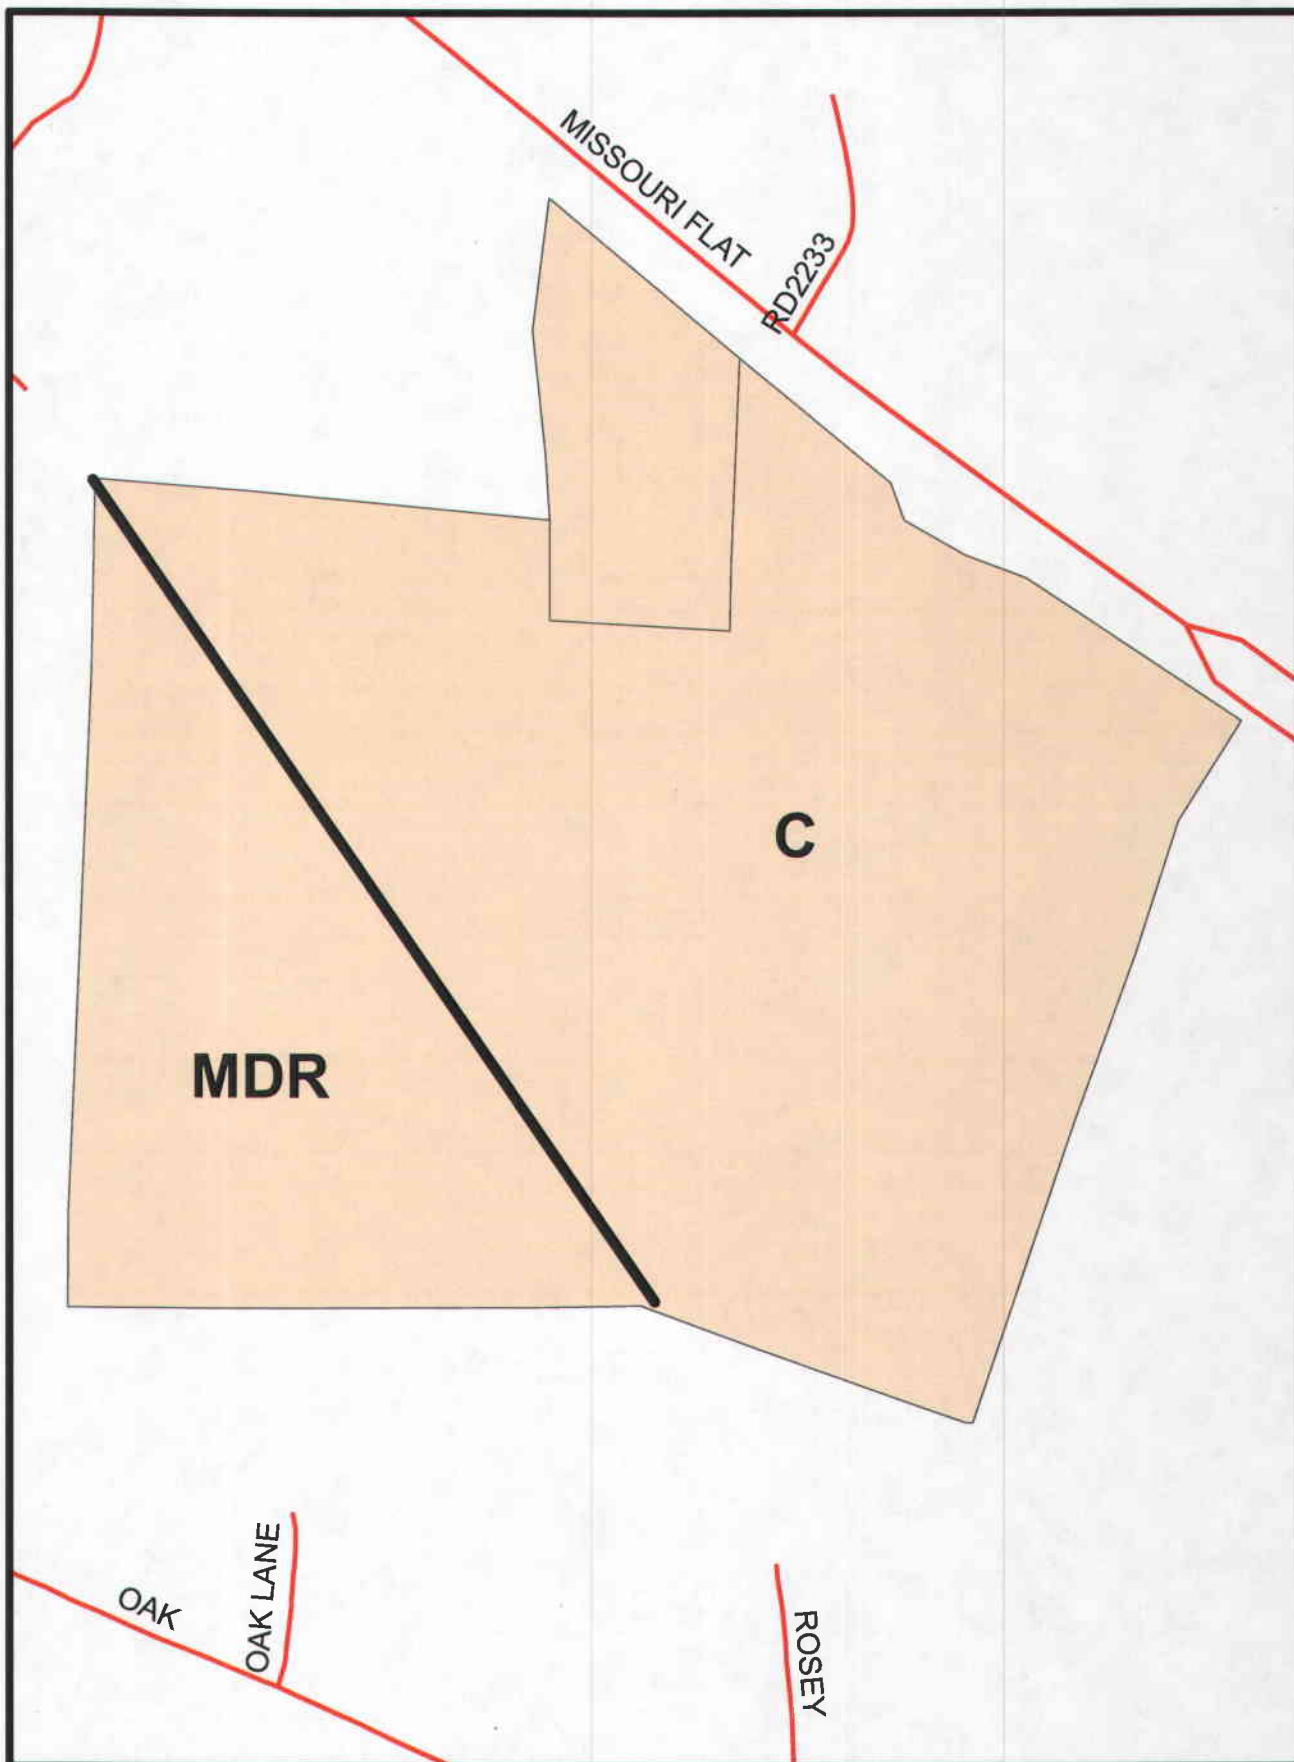 MISSOURI FLAT
RD2233
C
MDR
OAK
OAK LANE
ROSEY